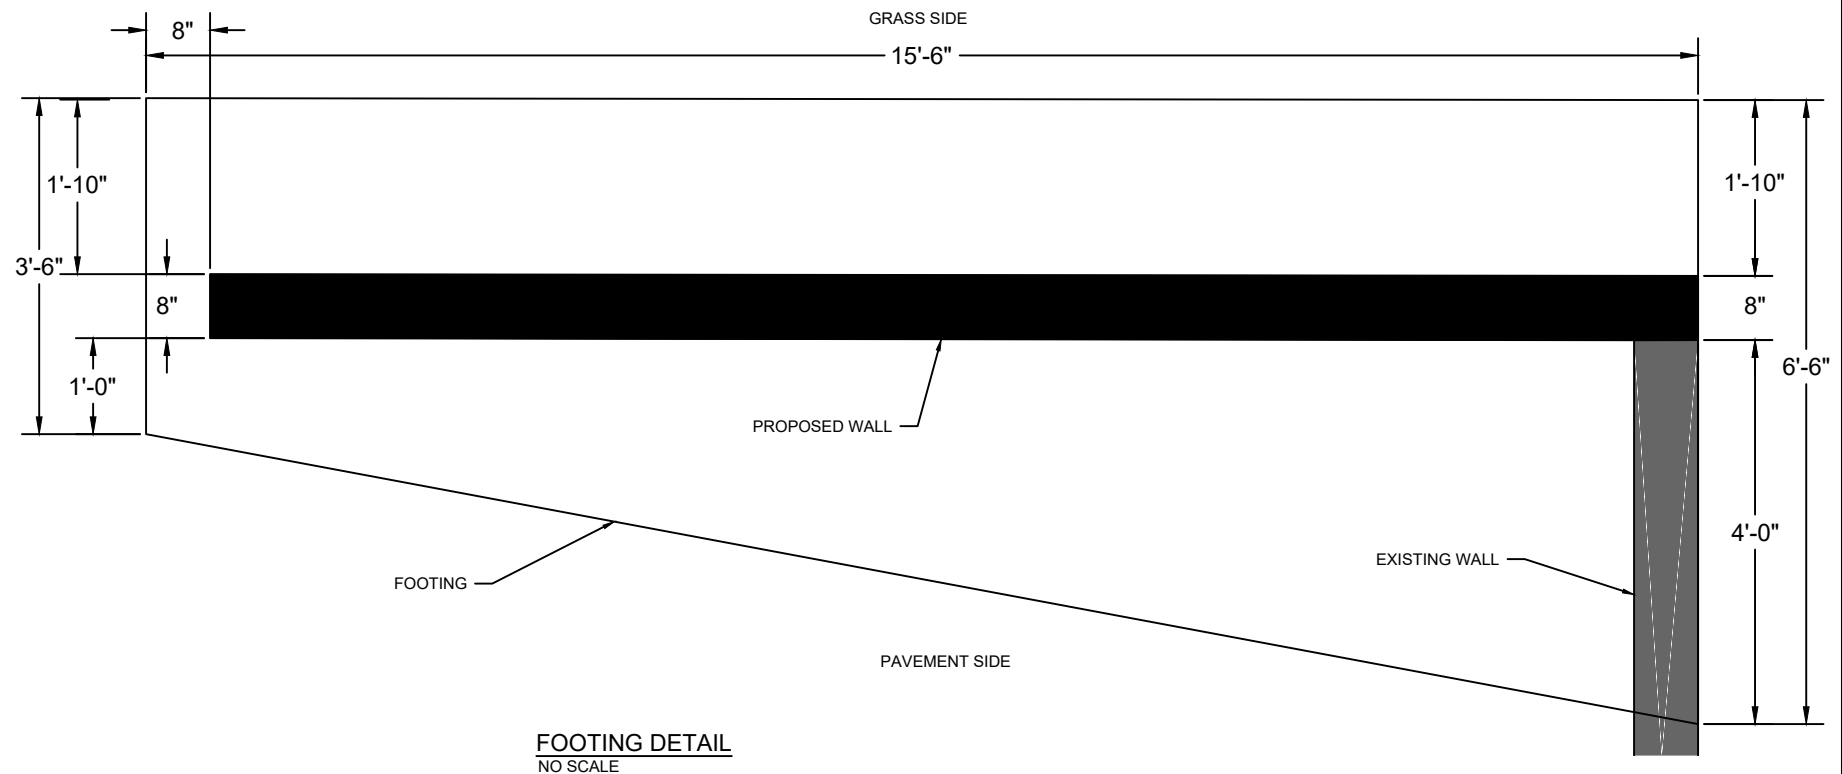 GRASS SIDE
8"
15'-6"
1'-10"
1'-10"
3'-6"
8"
8"
6'-6"
1'-0"
PROPOSED WALL
4'-0"
EXISTING WALL
FOOTING
PAVEMENT SIDE
FOOTING DETAIL
NO SCALE